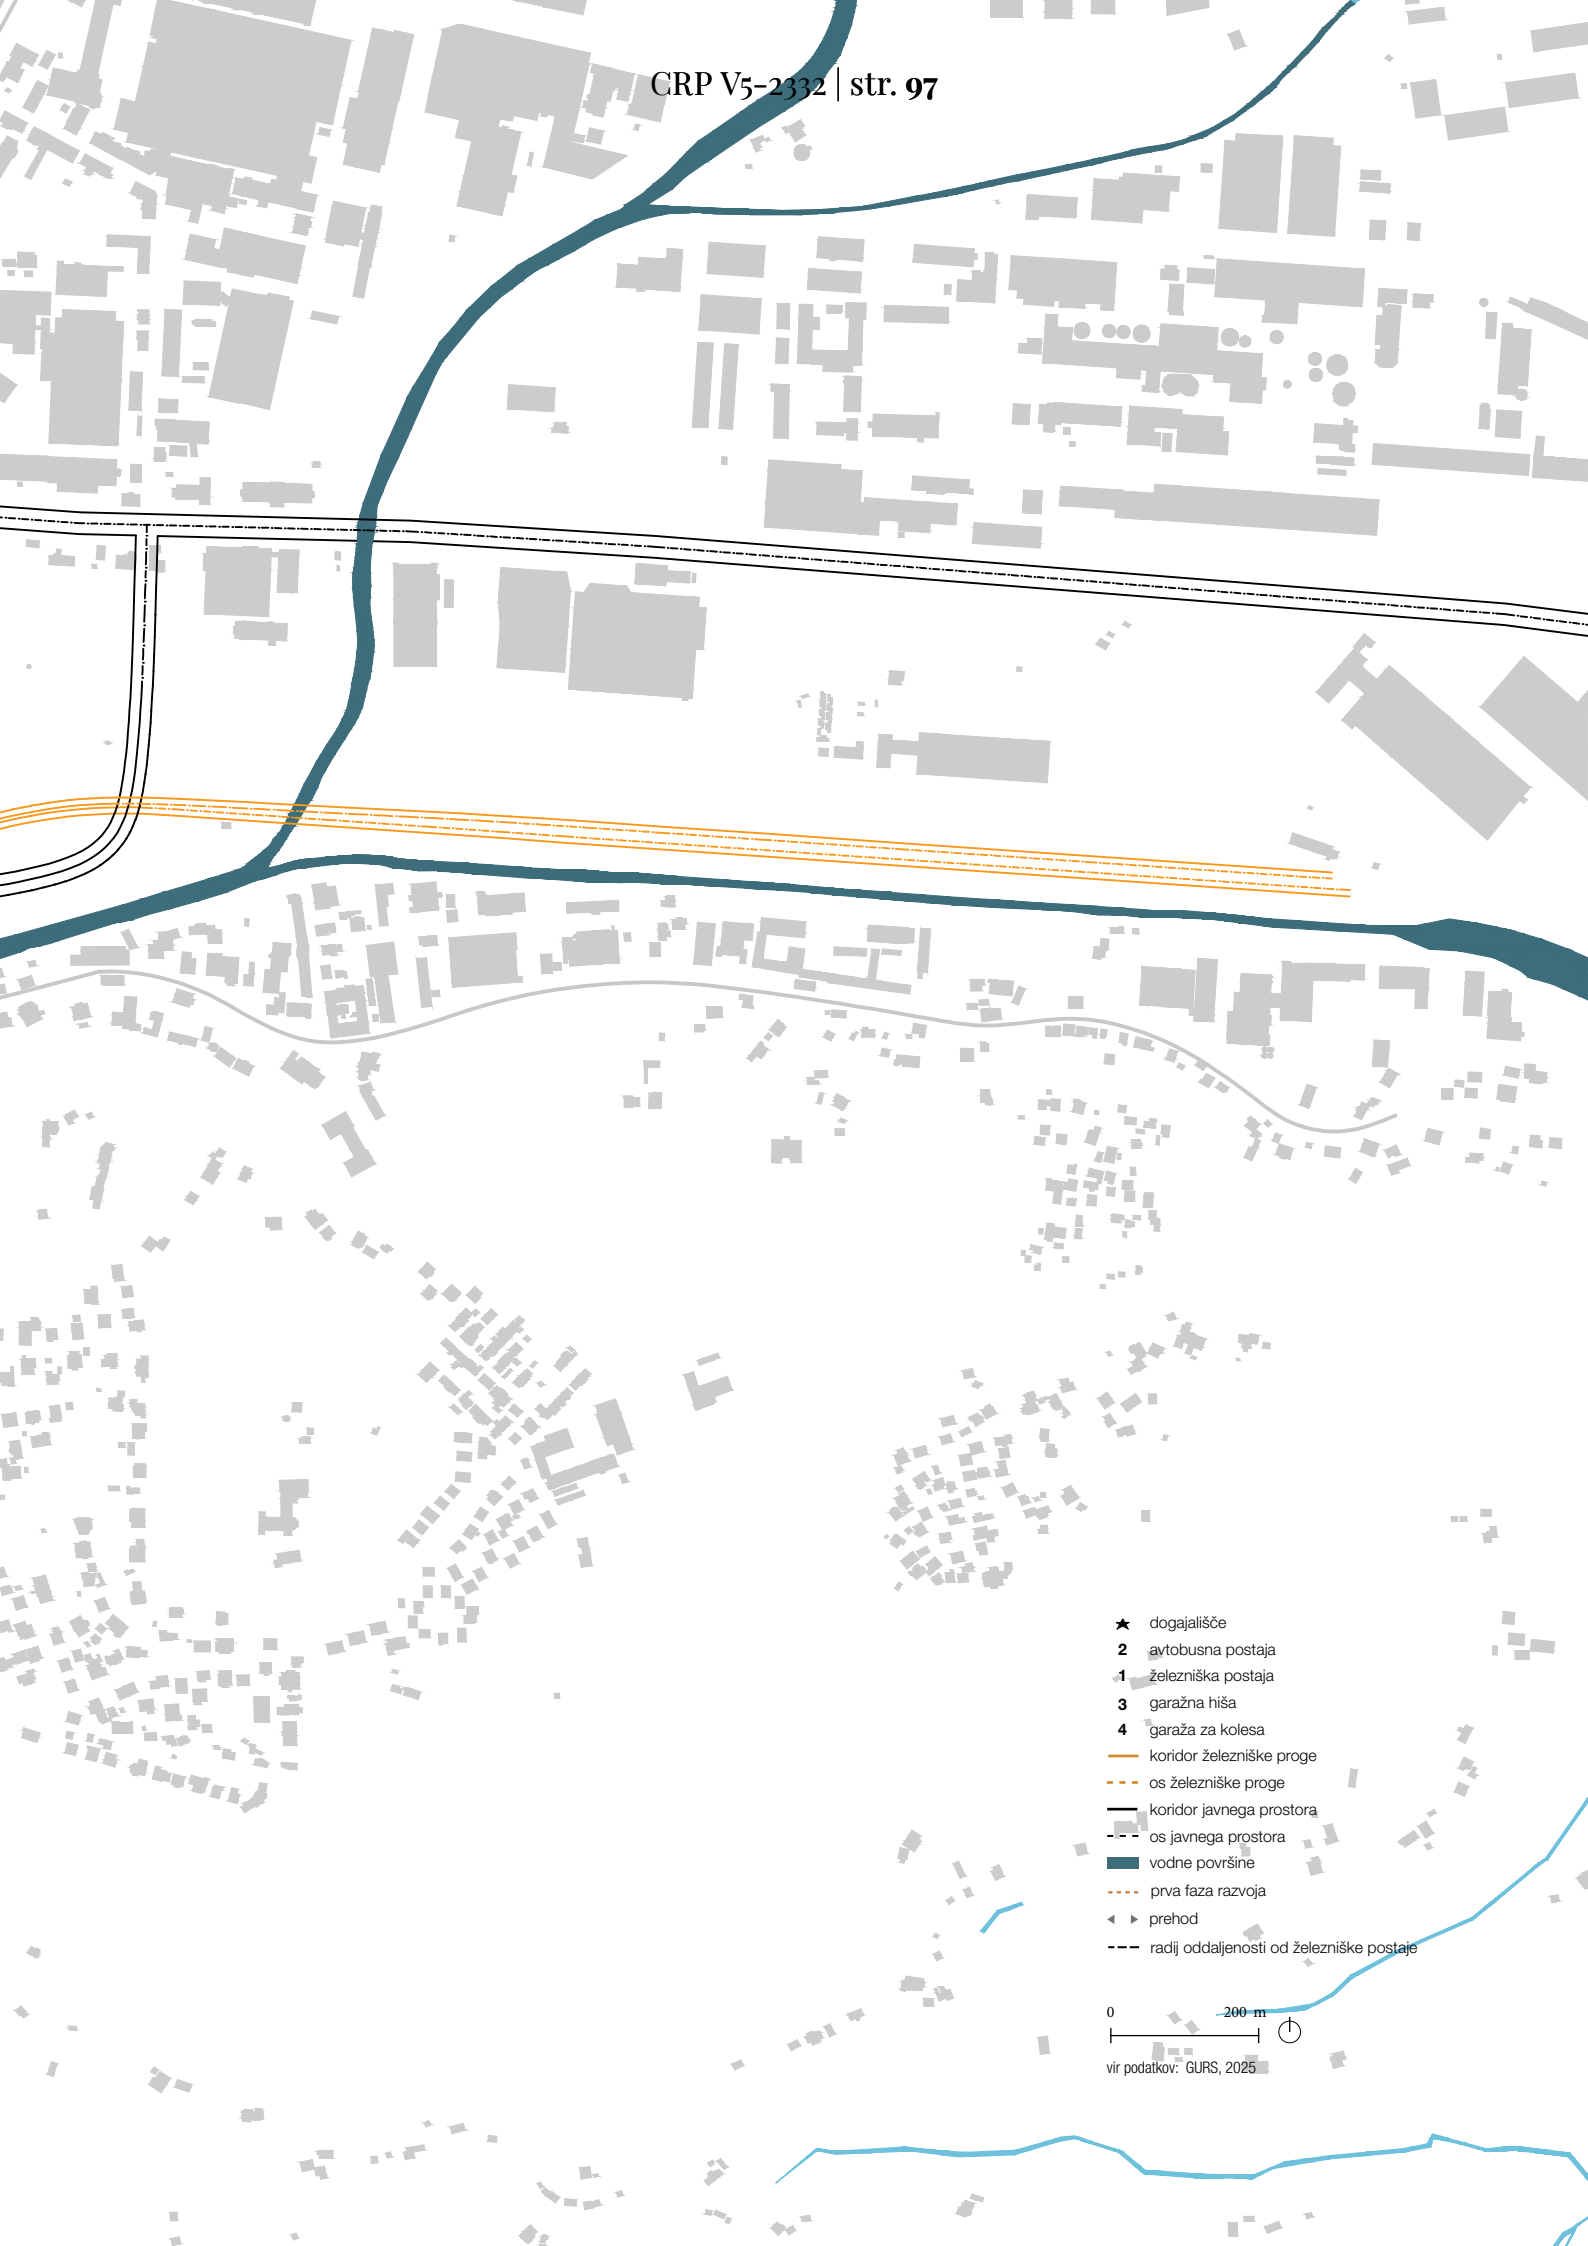 CRP V5-2332 | str. 97
★ dogajališče
2 avtobusna postaja
1 železniška postaja
3 garažna hiša
4 garaža za kolesa
koridor železniške proge
os železniške proge
koridor javnega prostora
os javnega prostora
vodne površine
prva faza razvoja
prehod
radij oddaljenosti od železniške postaje
0 200 m
vir podatkov: GURS, 2025